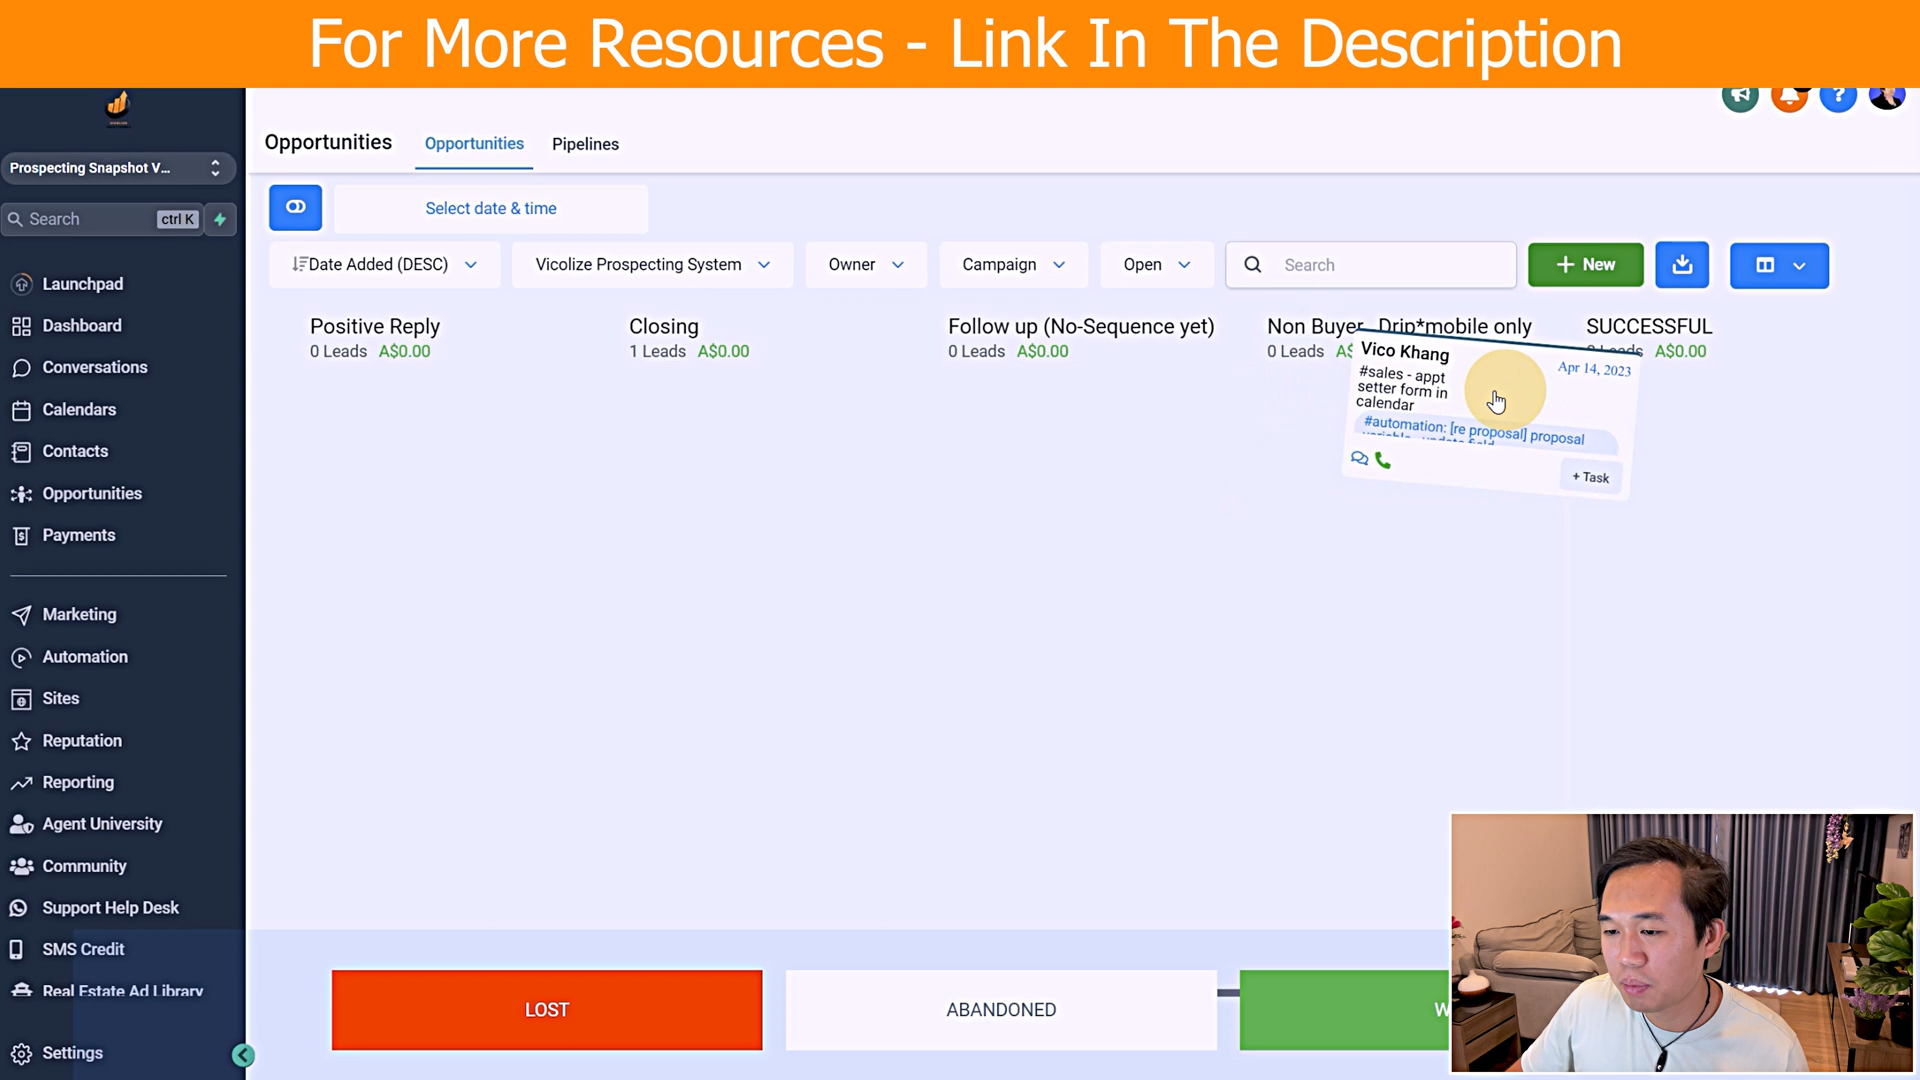 For More Resources - Link In The Description
Prospecting Snapshot V...
Search ctrl K
Launchpad
Dashboard
Conversations
Calendars
Contacts
Opportunities
Payments
Marketing
Automation
Sites
Reputation
Reporting
Agent University
Community
Support Help Desk
SMS Credit
Real Estate Ad Library
Settings
Opportunities Opportunities Pipelines
Select date & time
Date Added (DESC) Vicolize Prospecting System Owner Campaign Open Search + New
Positive Reply
0 Leads A$0.00
Closing
1 Leads A$0.00
Follow up (No-Sequence yet)
0 Leads A$0.00
Non Buyer Drip*mobile only
0 Leads A$
SUCCESSFUL
Leads A$0.00
Vico Khang
Apr 14, 2023
#sales - appt
setter form in
calendar
#automation: [re proposal] proposal
variable - update field
+ Task
LOST
ABANDONED
W